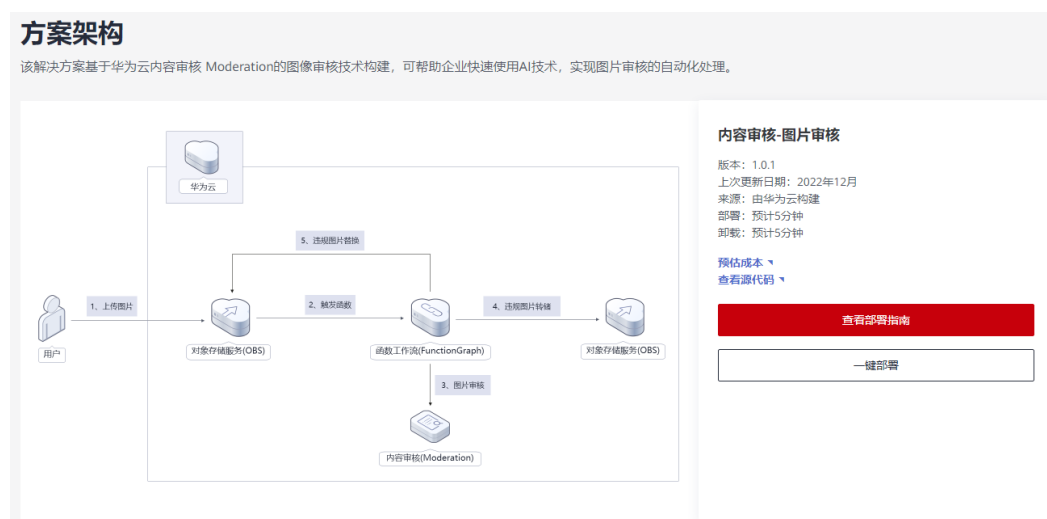 方案架构
该解决方案基于华为云内容审核 Moderation的图像审核技术构建，可帮助企业快速使用AI技术，实现图片审核的自动化处理。
华为云
5、违规图片替换
1、上传图片
2、触发函数
4、违规图片转储
用户
对象存储服务(OBS)
函数工作流(FunctionGraph)
对象存储服务(OBS)
3、图片审核
内容审核(Moderation)
内容审核-图片审核
版本：1.0.1
上次更新日期：2022年12月
来源：由华为云构建
部署：预计5分钟
卸载：预计5分钟
预估成本
查看源代码
查看部署指南
一键部署